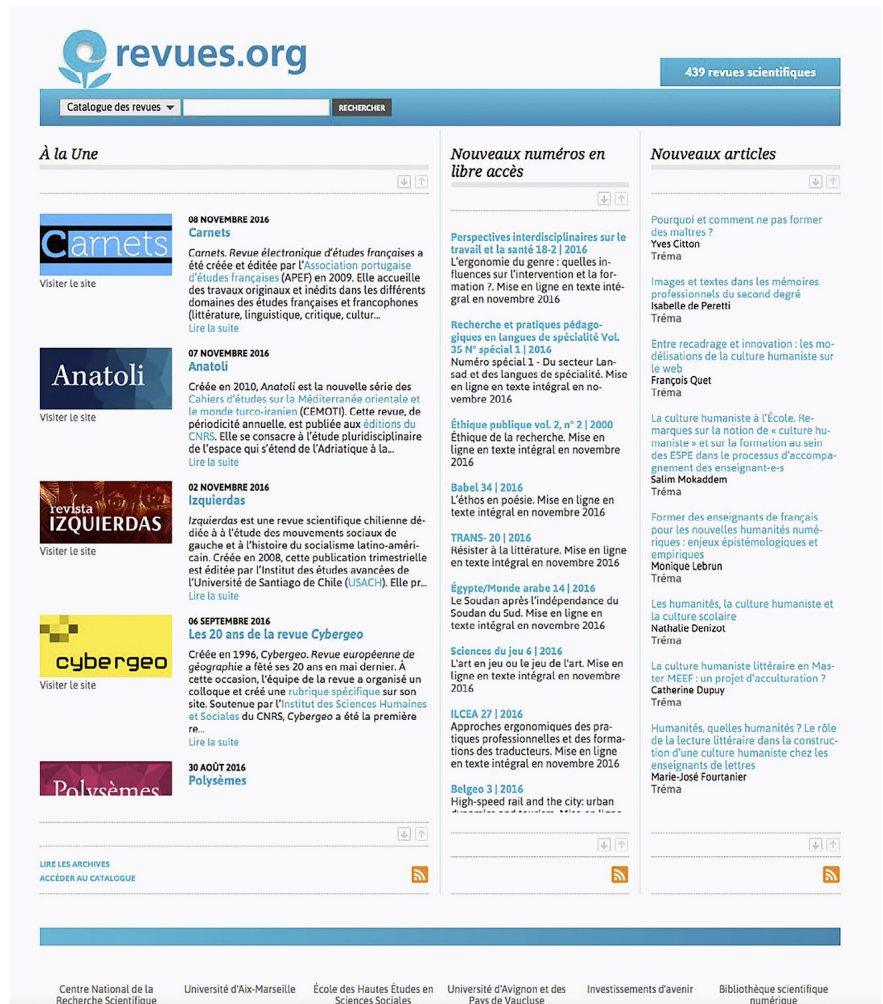 revues.org
439 revues scientifiques
Catalogue des revues
RECHERCHER
À la Une
Carnets
Visiter le site
08 NOVEMBRE 2016
Carnets
Carnets. Revue électronique d'études françaises a
été créée et éditée par l'Association portugaise
d'études françaises (APEF) en 2009. Elle accueille
des travaux originaux et inédits dans les différents
domaines des études françaises et francophones
(littérature, linguistique, critique, cultur...
Lire la suite
Anatoli
Visiter le site
07 NOVEMBRE 2016
Anatoli
Créée en 2010, Anatoli est la nouvelle série des
Cahiers d'études sur la Méditerranée orientale et
le monde turco-iranien (CEMOTI). Cette revue, de
périodicité annuelle, est publiée aux éditions du
CNRS. Elle se consacre à l'étude pluridisciplinaire
de l'espace qui s'étend de l'Adriatique à la...
Lire la suite
revista
IZQUIERDAS
Visiter le site
02 NOVEMBRE 2016
Izquierdas
Izquierdas est une revue scientifique chilienne dé-
diée à à l'étude des mouvements sociaux de
gauche et à l'histoire du socialisme latino-améri-
cain. Créée en 2008, cette publication trimestrielle
est éditée par l'Institut des études avancées de
l'Université de Santiago de Chile (USACH). Elle pr...
Lire la suite
cybergeo
Visiter le site
06 SEPTEMBRE 2016
Les 20 ans de la revue Cybergeo
Créée en 1996, Cybergeo. Revue européenne de
géographie a fêté ses 20 ans en mai dernier. À
cette occasion, l'équipe de la revue a organisé un
colloque et créé une rubrique spécifique sur son
site. Soutenue par l'Institut des Sciences Humaines
et Sociales du CNRS, Cybergeo a été la première
re...
Lire la suite
Polysèmes
30 AOÛT 2016
Polysèmes
LIRE LES ARCHIVES
ACCÉDER AU CATALOGUE
Nouveaux numéros en
libre accès
Perspectives interdisciplinaires sur le
travail et la santé 18-2 | 2016
L'ergonomie du genre : quelles in-
fluences sur l'intervention et la for-
mation ?. Mise en ligne en texte inté-
gral en novembre 2016
Recherche et pratiques pédago-
giques en langues de spécialité Vol.
35 N° spécial 1 | 2016
Numéro spécial 1 - Du secteur Lan-
sad et des langues de spécialité. Mise
en ligne en texte intégral en no-
vembre 2016
Éthique publique vol. 2, n° 2 | 2000
Éthique de la recherche. Mise en
ligne en texte intégral en novembre
2016
Babel 34 | 2016
L'éthos en poésie. Mise en ligne en
texte intégral en novembre 2016
TRANS- 20 | 2016
Résister à la littérature. Mise en ligne
en texte intégral en novembre 2016
Égypte/Monde arabe 14 | 2016
Le Soudan après l'indépendance du
Soudan du Sud. Mise en ligne en
texte intégral en novembre 2016
Sciences du jeu 6 | 2016
L'art en jeu ou le jeu de l'art. Mise en
ligne en texte intégral en novembre
2016
ILCEA 27 | 2016
Approches ergonomiques des pra-
tiques professionnelles et des forma-
tions des traducteurs. Mise en ligne
en texte intégral en novembre 2016
Belgeo 3 | 2016
High-speed rail and the city: urban
dynamics and tourism. Mise en ligne
Nouveaux articles
Pourquoi et comment ne pas former
des maîtres ?
Yves Citton
Tréma
Images et textes dans les mémoires
professionnels du second degré
Isabelle de Peretti
Tréma
Entre recadrage et innovation : les mo-
délisations de la culture humaniste sur
le web
François Quet
Tréma
La culture humaniste à l'École. Re-
marques sur la notion de « culture hu-
maniste » et sur la formation au sein
des ESPE dans le processus d'accompa-
gnement des enseignant-e-s
Salim Mokaddem
Tréma
Former des enseignants de français
pour les nouvelles humanités numé-
riques : enjeux épistémologiques et
empiriques
Monique Lebrun
Tréma
Les humanités, la culture humaniste et
la culture scolaire
Nathalie Denizot
Tréma
La culture humaniste littéraire en Mas-
ter MEEF : un projet d'acculturation ?
Catherine Dupuy
Tréma
Humanités, quelles humanités ? Le rôle
de la lecture littéraire dans la construc-
tion d'une culture humaniste chez les
enseignants de lettres
Marie-José Fourtanier
Tréma
Centre National de la
Recherche Scientifique
Université d'Aix-Marseille
École des Hautes Études en
Sciences Sociales
Université d'Avignon et des
Pays de Vaucluse
Investissements d'avenir
Bibliothèque scientifique
numérique